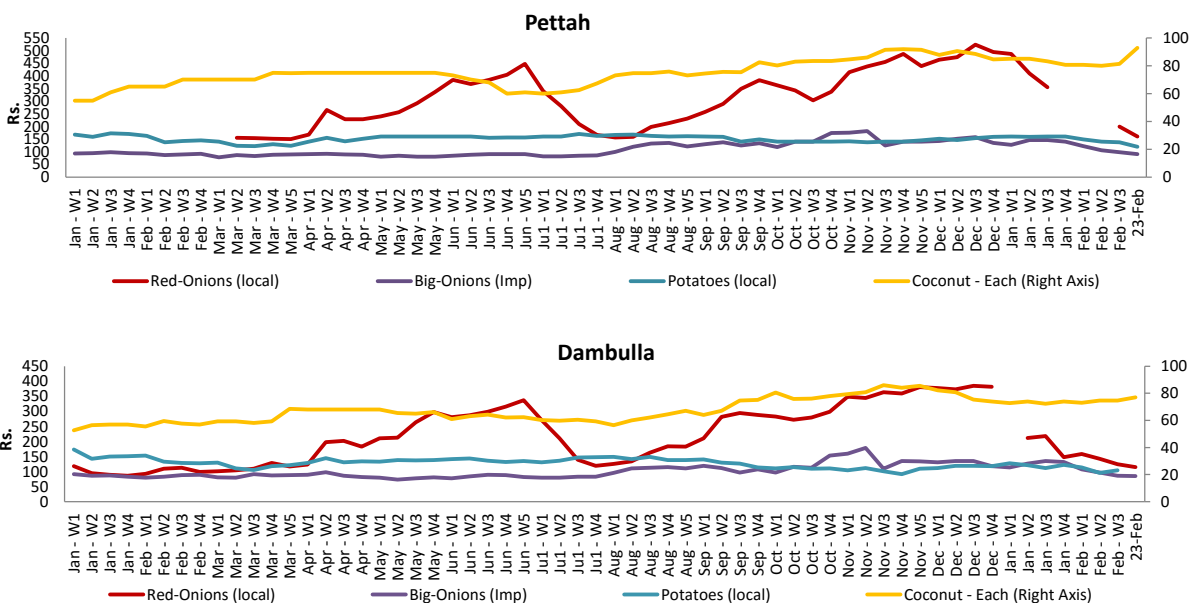 Pettah
550
500
450
400
350
300
250
200
150
100
50
0
Rs.
100
80
60
40
20
0
Jan - W1
Jan - W2
Jan - W3
Jan - W4
Feb - W1
Feb - W2
Feb - W3
Feb - W4
Mar - W1
Mar - W2
Mar - W3
Mar - W4
Mar - W5
Apr - W1
Apr - W2
Apr - W3
Apr - W4
May - W1
May - W2
May - W3
May - W4
Jun - W1
Jun - W2
Jun - W3
Jun - W4
Jun - W5
Ju1 - W1
Ju1 - W2
Ju1 - W3
Ju1 - W4
Aug - W1
Aug - W2
Aug - W3
Aug - W4
Aug - W5
Sep - W1
Sep - W2
Sep - W3
Sep - W4
Oct - W1
Oct - W2
Oct - W3
Oct - W4
Nov - W1
Nov - W2
Nov - W3
Nov - W4
Nov - W5
Dec - W1
Dec - W2
Dec - W3
Dec - W4
Jan - W1
Jan - W2
Jan - W3
Jan - W4
Feb - W1
Feb - W2
Feb - W3
23-Feb
Red-Onions (local) Big-Onions (Imp) Potatoes (local) Coconut - Each (Right Axis)
Dambulla
450
400
350
300
250
200
150
100
50
0
Rs.
100
80
60
40
20
0
Jan - W1
Jan - W2
Jan - W3
Jan - W4
Feb - W1
Feb - W2
Feb - W3
Feb - W4
Mar - W1
Mar - W2
Mar - W3
Mar - W4
Mar - W5
Apr - W1
Apr - W2
Apr - W3
Apr - W4
May - W1
May - W2
May - W3
May - W4
Jun - W1
Jun - W2
Jun - W3
Jun - W4
Jun - W5
Ju1 - W1
Ju1 - W2
Ju1 - W3
Ju1 - W4
Aug - W1
Aug - W2
Aug - W3
Aug - W4
Aug - W5
Sep - W1
Sep - W2
Sep - W3
Sep - W4
Oct - W1
Oct - W2
Oct - W3
Oct - W4
Nov - W1
Nov - W2
Nov - W3
Nov - W4
Nov - W5
Dec - W1
Dec - W2
Dec - W3
Dec - W4
Jan - W1
Jan - W2
Jan - W3
Jan - W4
Feb - W1
Feb - W2
Feb - W3
23-Feb
Red-Onions (local) Big-Onions (Imp) Potatoes (local) Coconut - Each (Right Axis)